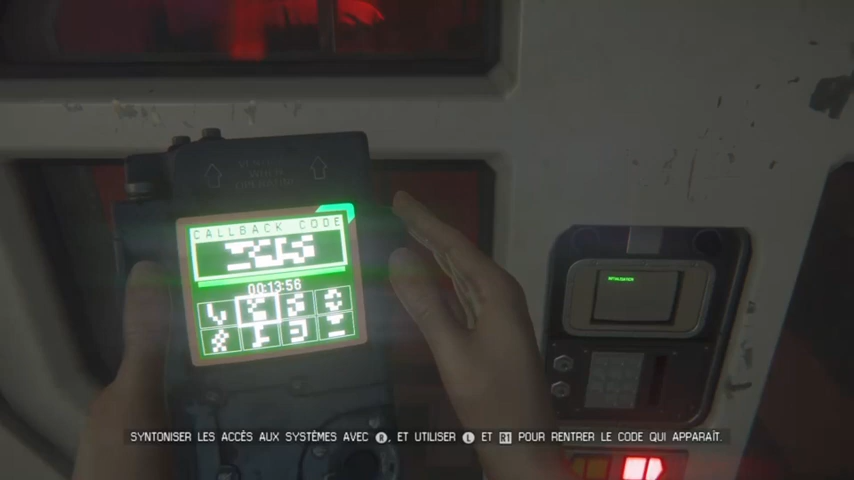 CALLBACK CODE
00:13:56
SYNTONISER LES ACCÈS AUX SYSTÈMES AVEC R, ET UTILISER L ET R1 POUR RENTRER LE CODE QUI APPARAÎT.